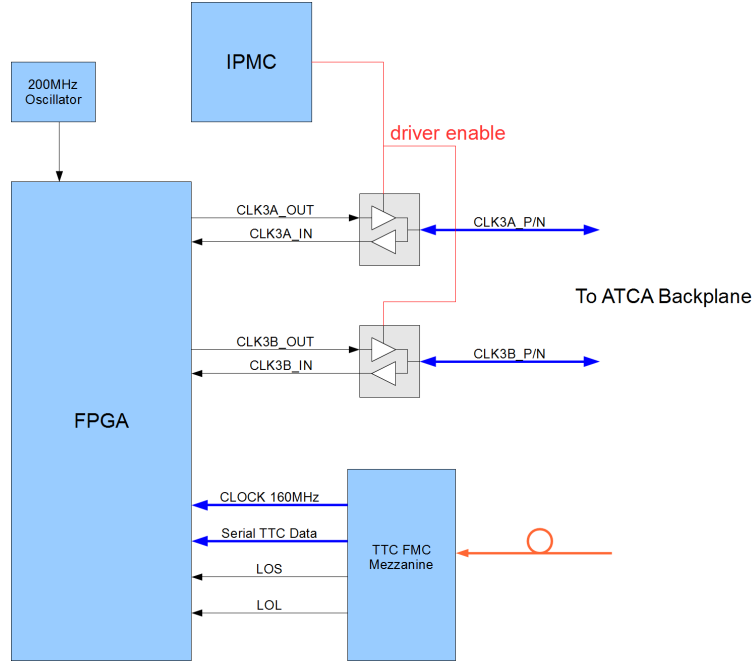 IPMC
200MHz
Oscillator
driver enable
CLK3A_OUT
CLK3A_P/N
CLK3A_IN
To ATCA Backplane
CLK3B_OUT
CLK3B_P/N
CLK3B_IN
FPGA
CLOCK 160MHz
Serial TTC Data
TTC FMC
Mezzanine
LOS
LOL